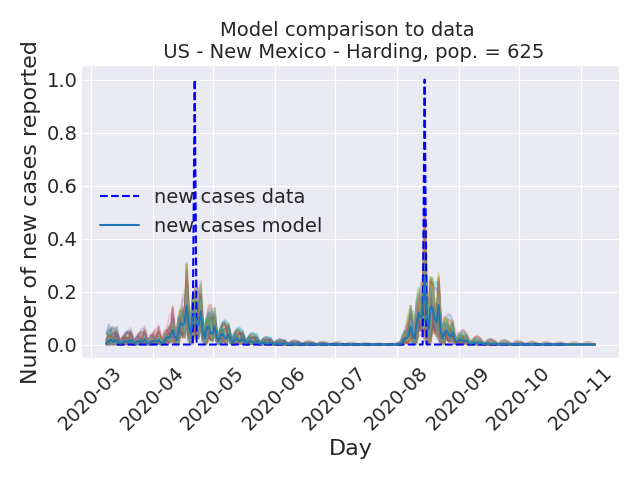 Model comparison to data
US - New Mexico - Harding, pop. = 625
Number of new cases reported
1.0
0.8
0.6
0.4
0.2
0.0
new cases data
new cases model
2020-03
2020-04
2020-05
2020-06
2020-07
2020-08
2020-09
2020-10
2020-11
Day